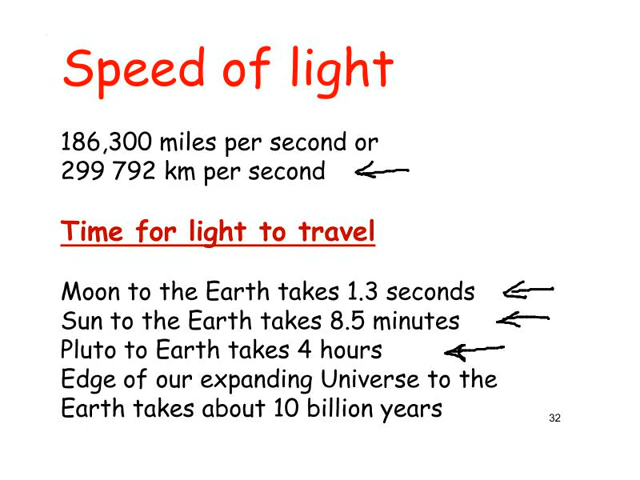 Speed of light
186,300 miles per second or
299 792 km per second
Time for light to travel
Moon to the Earth takes 1.3 seconds
Sun to the Earth takes 8.5 minutes
Pluto to Earth takes 4 hours
Edge of our expanding Universe to the
Earth takes about 10 billion years
32